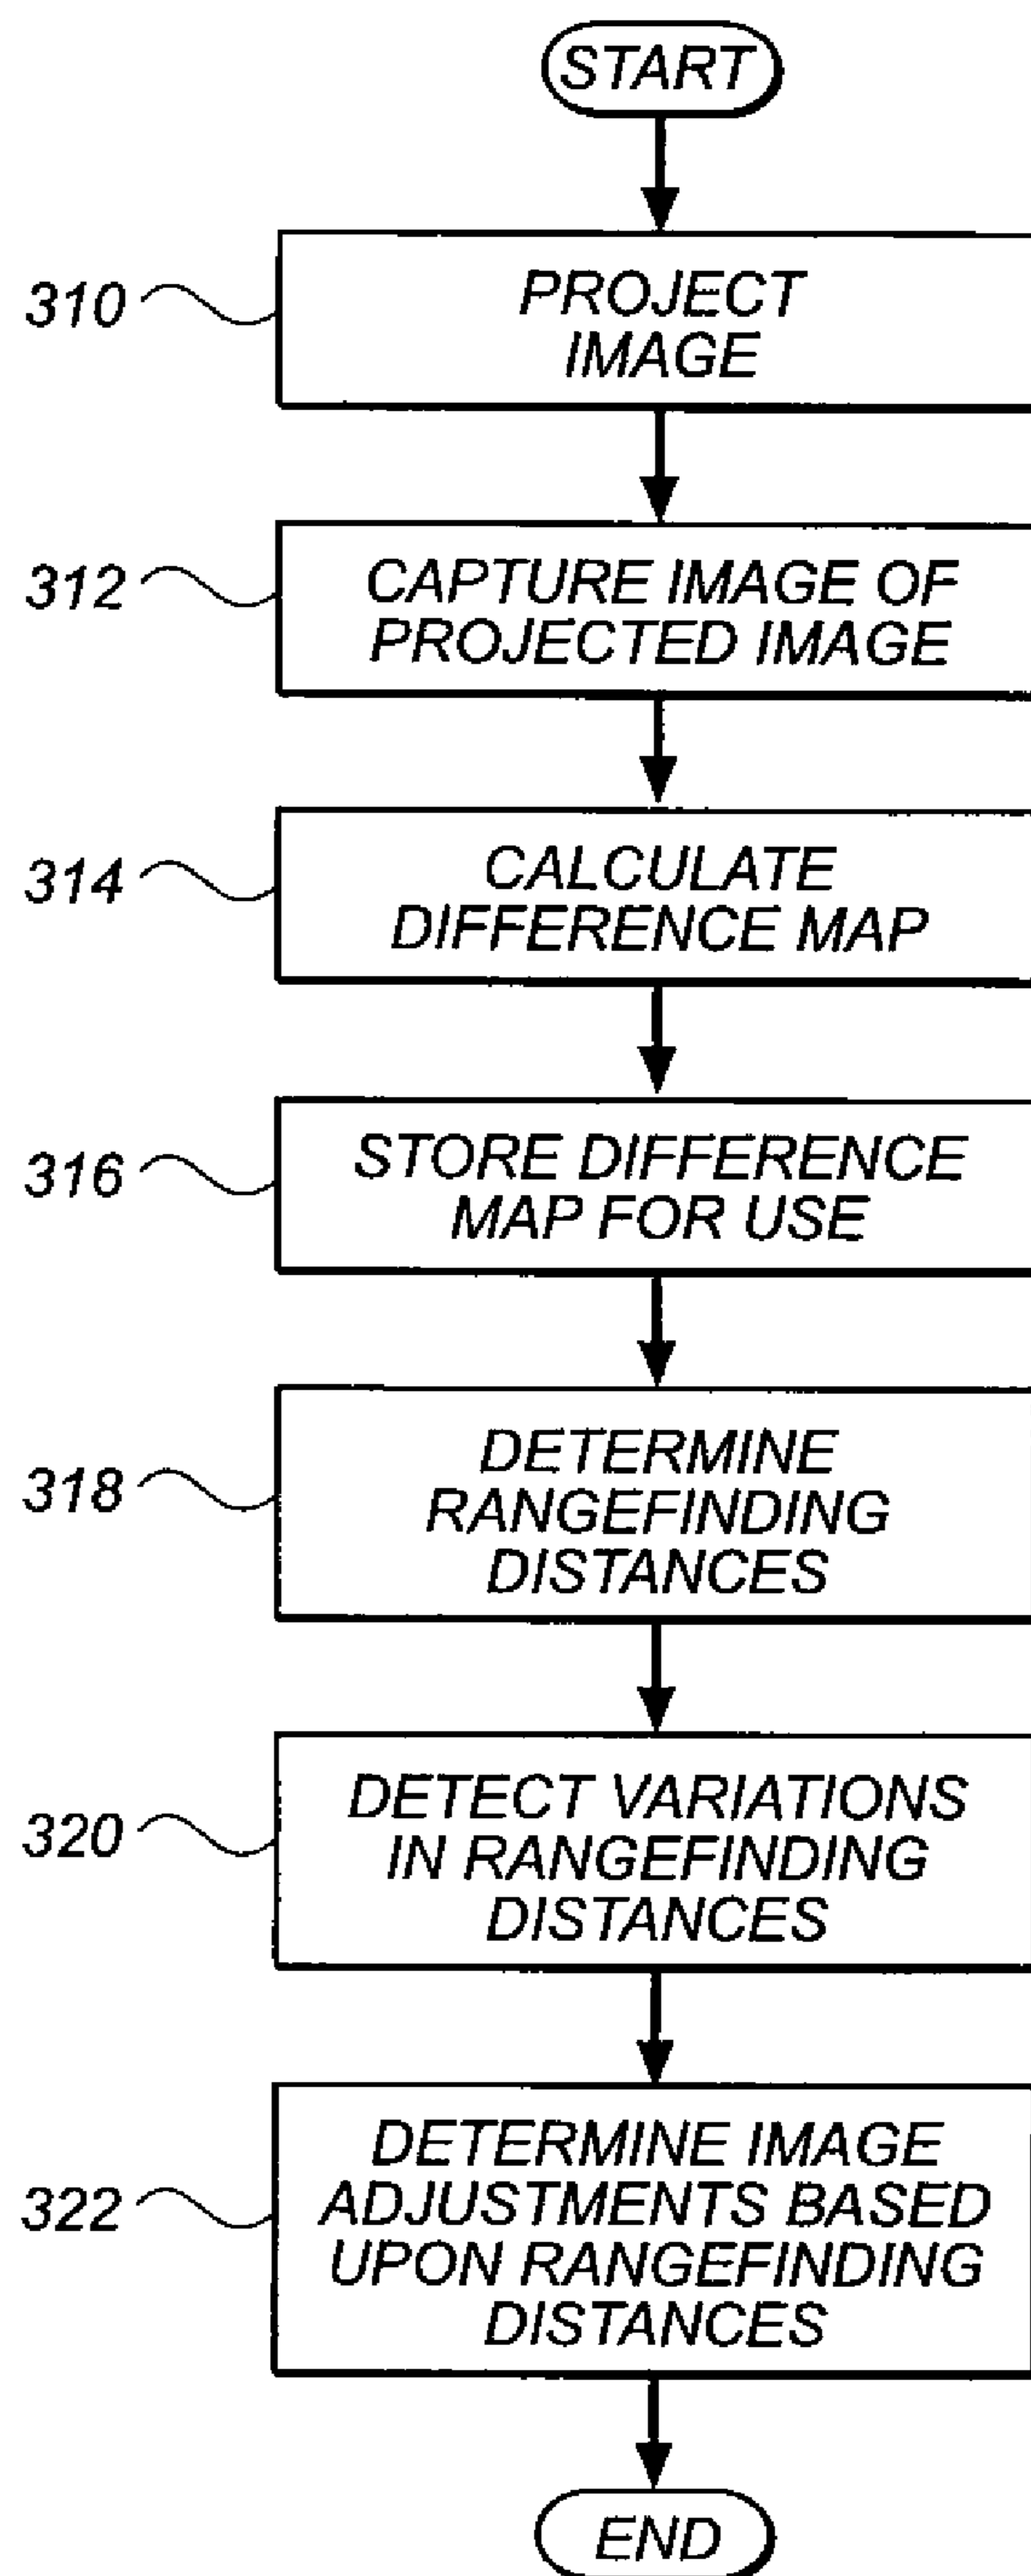 START
310
PROJECT
IMAGE
312
CAPTURE IMAGE OF
PROJECTED IMAGE
314
CALCULATE
DIFFERENCE MAP
316
STORE DIFFERENCE
MAP FOR USE
318
DETERMINE
RANGEFINDING
DISTANCES
320
DETECT VARIATIONS
IN RANGEFINDING
DISTANCES
322
DETERMINE IMAGE
ADJUSTMENTS BASED
UPON RANGEFINDING
DISTANCES
END